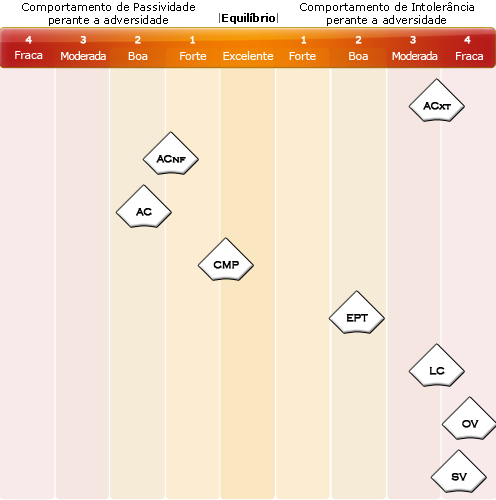 Comportamento de Passividade
perante a adversidade
|Equilíbrio|
Comportamento de Intolerância
perante a adversidade
4 3 2 1 1 2 3 4
Fraca Moderada Boa Forte Excelente Forte Boa Moderada Fraca
ACXT
ACNF
AC
CMP
EPT
LC
OV
SV